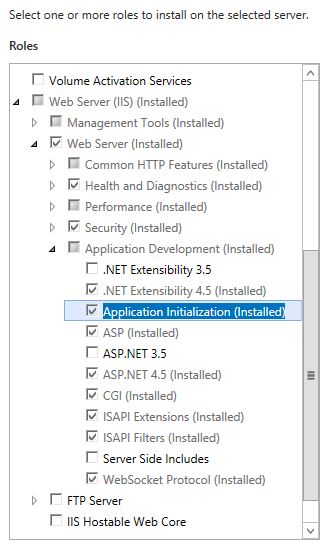 Select one or more roles to install on the selected server.
Roles
Volume Activation Services
Web Server (IIS) (Installed)
Management Tools (Installed)
Web Server (Installed)
Common HTTP Features (Installed)
Health and Diagnostics (Installed)
Performance (Installed)
Security (Installed)
Application Development (Installed)
.NET Extensibility 3.5
.NET Extensibility 4.5 (Installed)
Application Initialization (Installed)
ASP (Installed)
ASP.NET 3.5
ASP.NET 4.5 (Installed)
CGI (Installed)
ISAPI Extensions (Installed)
ISAPI Filters (Installed)
Server Side Includes
WebSocket Protocol (Installed)
FTP Server
IIS Hostable Web Core